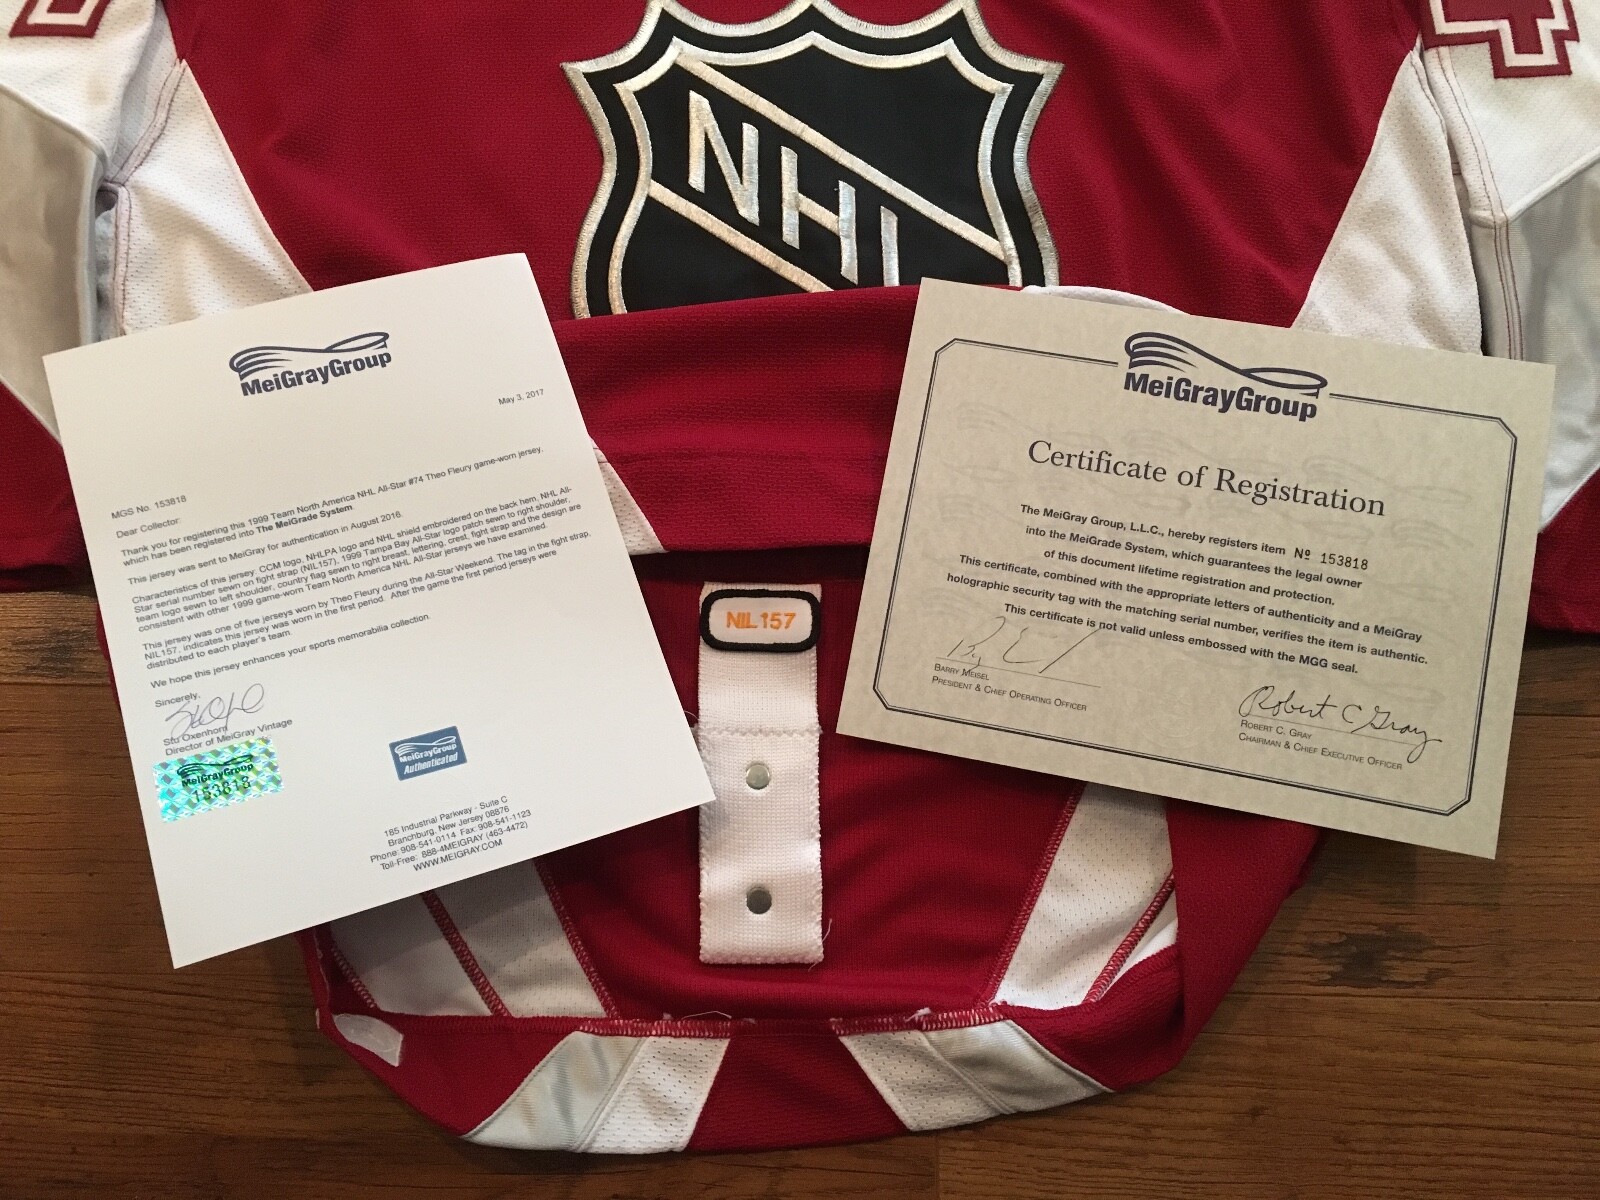 NHL
MeiGrayGroup
May 3, 2017
MGS No. 153818
Dear Collector:
Thank you for registering this 1999 Team North America NHL All-Star #74 Theo Fleury game-worn jersey,
which has been registered into The MeiGrade System.
This jersey was sent to MeiGray for authentication in August 2016.
Characteristics of this jersey: CCM logo, NHLPA logo and NHL shield embroidered on the back hem, NHL All-
Star serial number sewn on fight strap (NIL157), 1999 Tampa Bay All-Star logo patch sewn to right shoulder,
team logo sewn to left shoulder, country flag sewn to right breast, lettering, crest, fight strap and the design are
consistent with other 1999 game-worn Team North America NHL All-Star jerseys we have examined.
This jersey was one of five jerseys worn by Theo Fleury during the All-Star Weekend. The tag in the fight strap,
NIL157, indicates this jersey was worn in the first period. After the game the first period jerseys were
distributed to each player's team.
We hope this jersey enhances your sports memorabilia collection.
Sincerely,
Stu Oxenhorn
Director of MeiGray Vintage
MeiGrayGroup
153818
MeiGrayGroup
Authenticated
185 Industrial Parkway - Suite C
Branchburg, New Jersey 08876
Phone: 908-541-0114 Fax: 908-541-1123
Toll-Free: 888-4MEIGRAY (463-4472)
WWW.MEIGRAY.COM
NIL157
MeiGrayGroup
Certificate of Registration
The MeiGray Group, L.L.C., hereby registers item Nº 153818
into the MeiGrade System, which guarantees the legal owner
of this document lifetime registration and protection.
This certificate, combined with the appropriate letters of authenticity and a MeiGray
holographic security tag with the matching serial number, verifies the item is authentic.
This certificate is not valid unless embossed with the MGG seal.
Barry Meisel
President & Chief Operating Officer
Robert C Gray
Robert C. Gray
Chairman & Chief Executive Officer